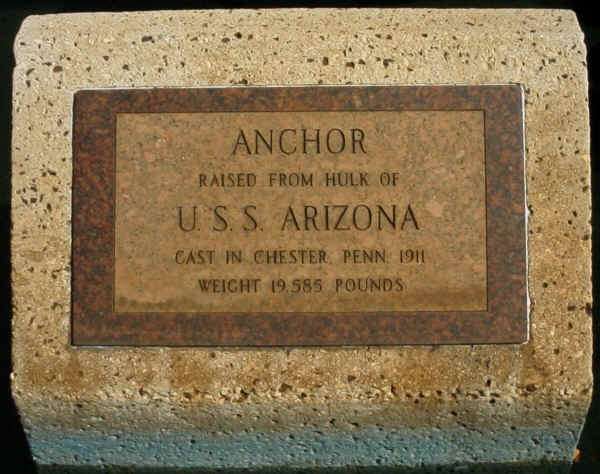 ANCHOR
RAISED FROM HULK OF
U. S. S. ARIZONA
CAST IN CHESTER, PENN. 1911
WEIGHT 19,585 POUNDS